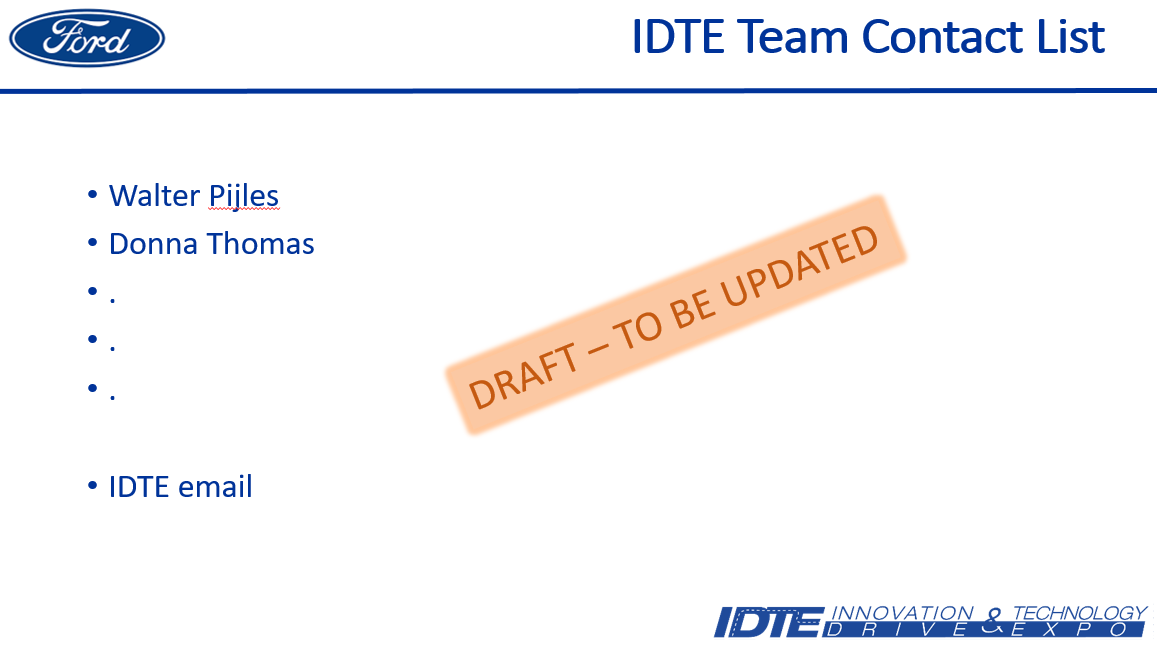 Ford
IDTE Team Contact List
• Walter Pijles
• Donna Thomas
• .
• .
• .
DRAFT – TO BE UPDATED
• IDTE email
IDTE INNOVATION & TECHNOLOGY
DRIVE EXPO